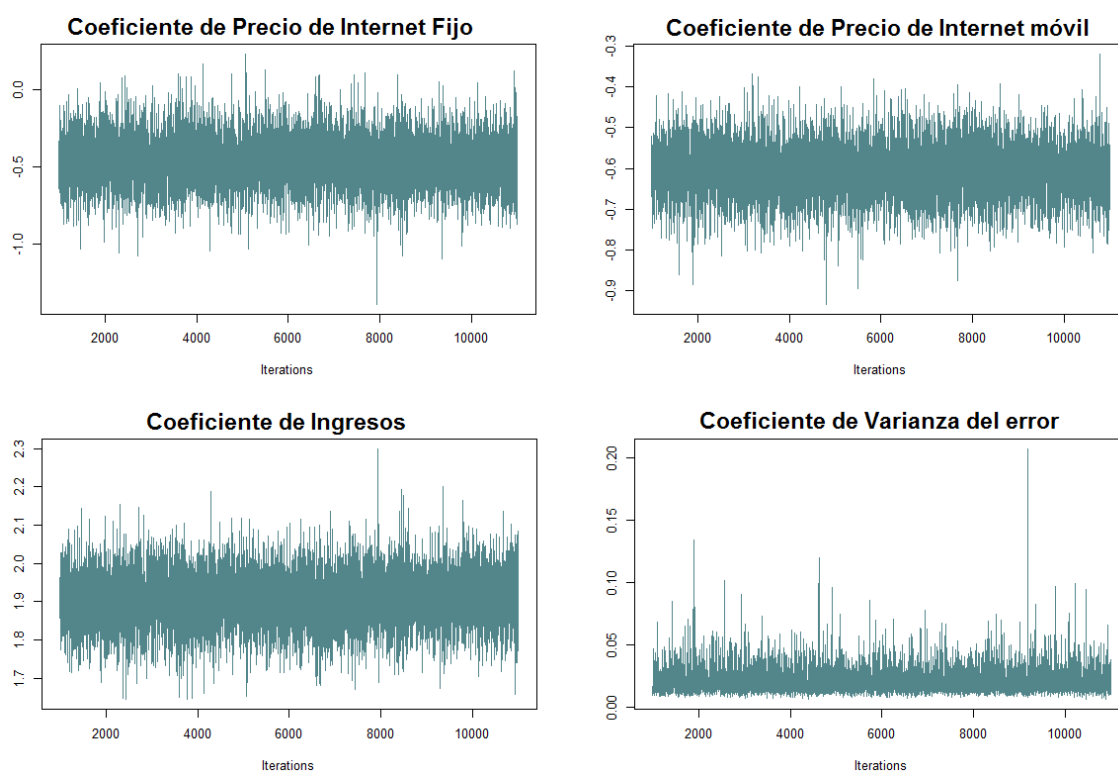 Coeficiente de Precio de Internet Fijo
0.0
-0.5
-1.0
2000 4000 6000 8000 10000
Iterations
Coeficiente de Precio de Internet móvil
-0.3
-0.4
-0.5
-0.6
-0.7
-0.8
-0.9
2000 4000 6000 8000 10000
Iterations
Coeficiente de Ingresos
2.3
2.2
2.1
2.0
1.9
1.8
1.7
2000 4000 6000 8000 10000
Iterations
Coeficiente de Varianza del error
0.20
0.15
0.10
0.05
0.00
2000 4000 6000 8000 10000
Iterations